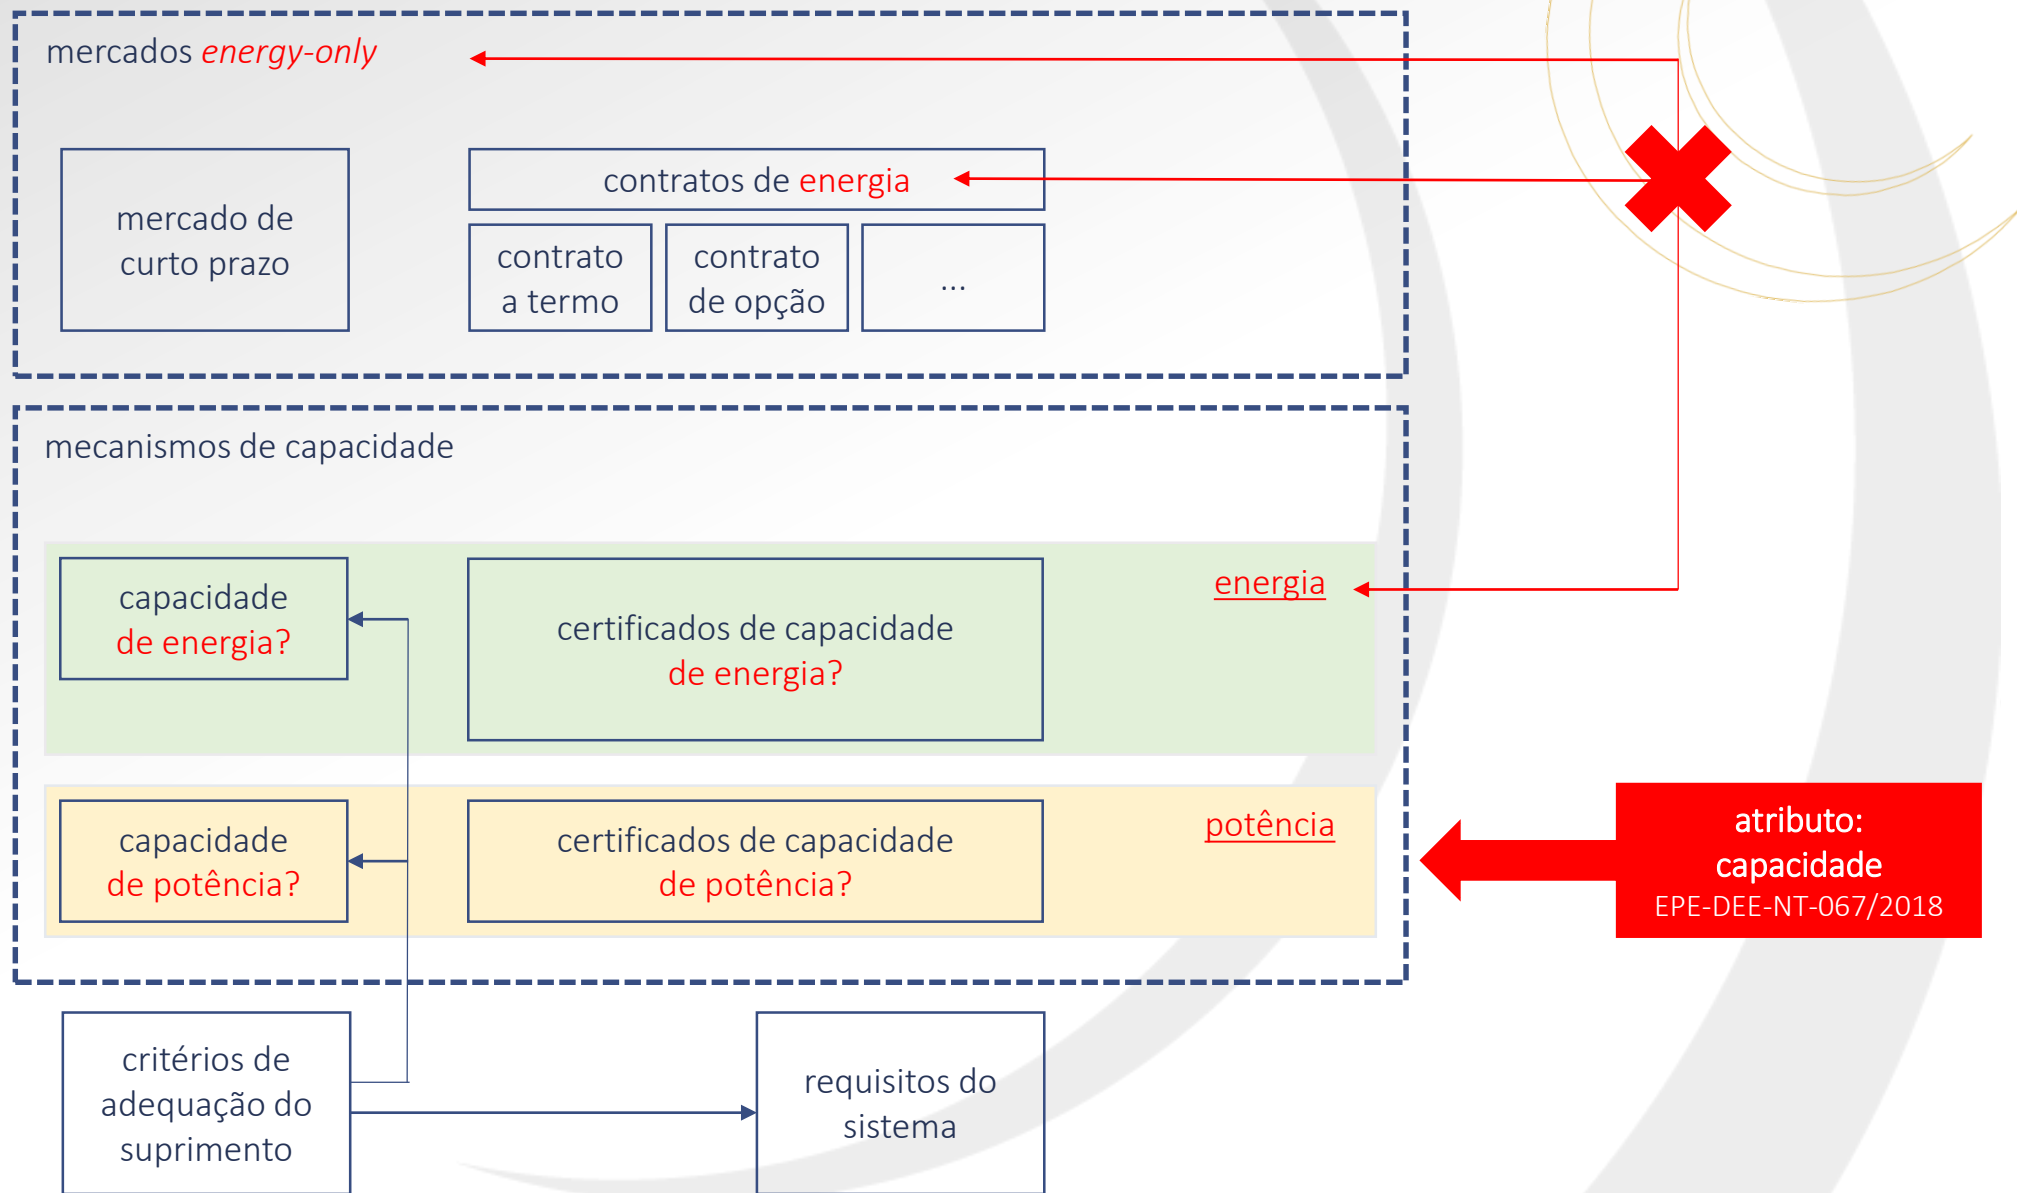 mercados energy-only
mercado de
curto prazo
contratos de energia
contrato
a termo
contrato
de opção
...
mecanismos de capacidade
capacidade
de energia?
certificados de capacidade
de energia?
energia
capacidade
de potência?
certificados de capacidade
de potência?
potência
atributo:
capacidade
EPE-DEE-NT-067/2018
critérios de
adequação do
suprimento
requisitos do
sistema